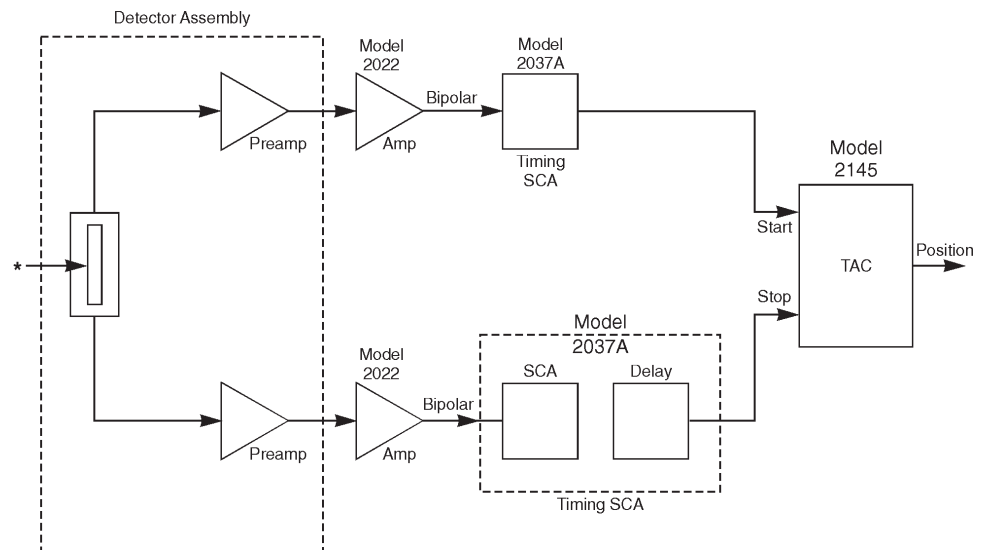 Detector Assembly
Model
2022
Model
2037A
Bipolar
Preamp
Amp
Timing
SCA
Model
2145
Start
*
TAC
Position
Stop
Model
2037A
Model
2022
SCA
Delay
Bipolar
Preamp
Amp
Timing SCA